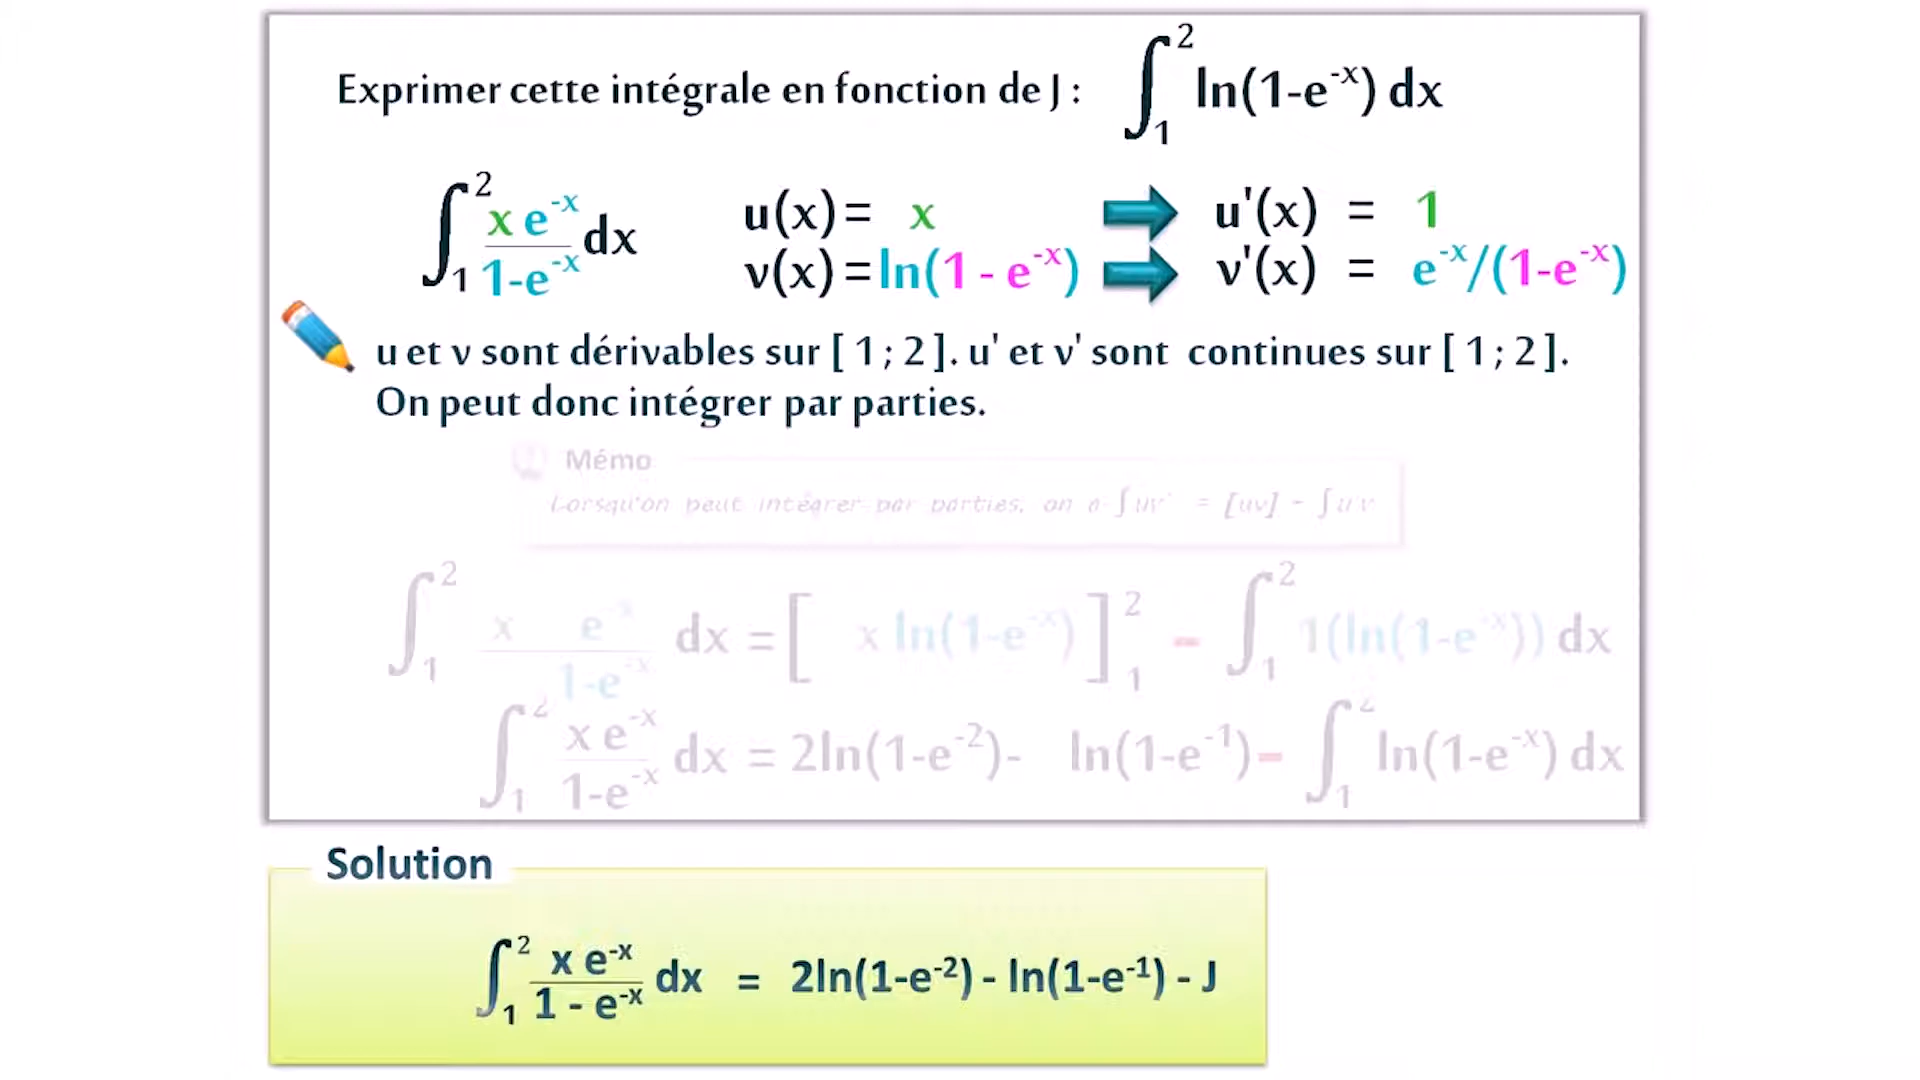 Exprimer cette intégrale en fonction de J : ∫₁² ln(1-e⁻ˣ) dx
∫₁² x e⁻ˣ / 1-e⁻ˣ dx
u(x) = x ➡ u'(x) = 1
v(x) = ln(1 - e⁻ˣ) ➡ v'(x) = e⁻ˣ/(1-e⁻ˣ)
u et v sont dérivables sur [ 1 ; 2 ]. u' et v' sont continues sur [ 1 ; 2 ].
On peut donc intégrer par parties.
Mémo
Lorsqu'on peut intégrer par parties, on a ∫ uv' = [uv] - ∫ u'v
∫₁² x e⁻ˣ / 1-e⁻ˣ dx = [ x ln(1-e⁻ˣ) ]₁² - ∫₁² 1(ln(1-e⁻ˣ)) dx
∫₁² x e⁻ˣ / 1-e⁻ˣ dx = 2ln(1-e⁻²)- ln(1-e⁻¹)- ∫₁² ln(1-e⁻ˣ) dx
Solution
∫₁² x e⁻ˣ / 1 - e⁻ˣ dx = 2ln(1-e⁻²) - ln(1-e⁻¹) - J